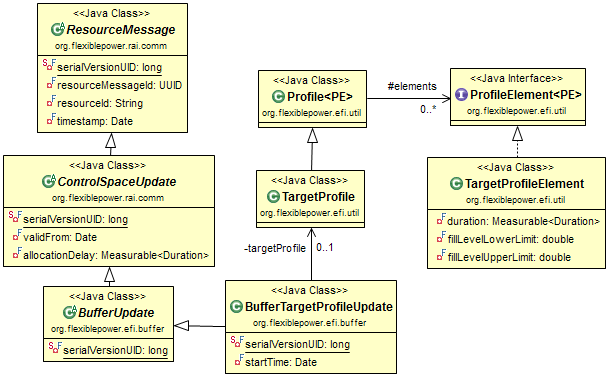 <<Java Class>>
ResourceMessage
org.flexiblepower.rai.comm
serialVersionUID: long
resourceMessageId: UUID
resourceId: String
timestamp: Date
<<Java Class>>
Profile<PE>
org.flexiblepower.efi.util
#elements
0..*
<<Java Interface>>
ProfileElement<PE>
org.flexiblepower.efi.util
<<Java Class>>
ControlSpaceUpdate
org.flexiblepower.rai.comm
serialVersionUID: long
validFrom: Date
allocationDelay: Measurable<Duration>
<<Java Class>>
TargetProfile
org.flexiblepower.efi.util
<<Java Class>>
TargetProfileElement
org.flexiblepower.efi.util
duration: Measurable<Duration>
fillLevelLowerLimit: double
fillLevelUpperLimit: double
-targetProfile
0..1
<<Java Class>>
BufferUpdate
org.flexiblepower.efi.buffer
serialVersionUID: long
<<Java Class>>
BufferTargetProfileUpdate
org.flexiblepower.efi.buffer
serialVersionUID: long
startTime: Date